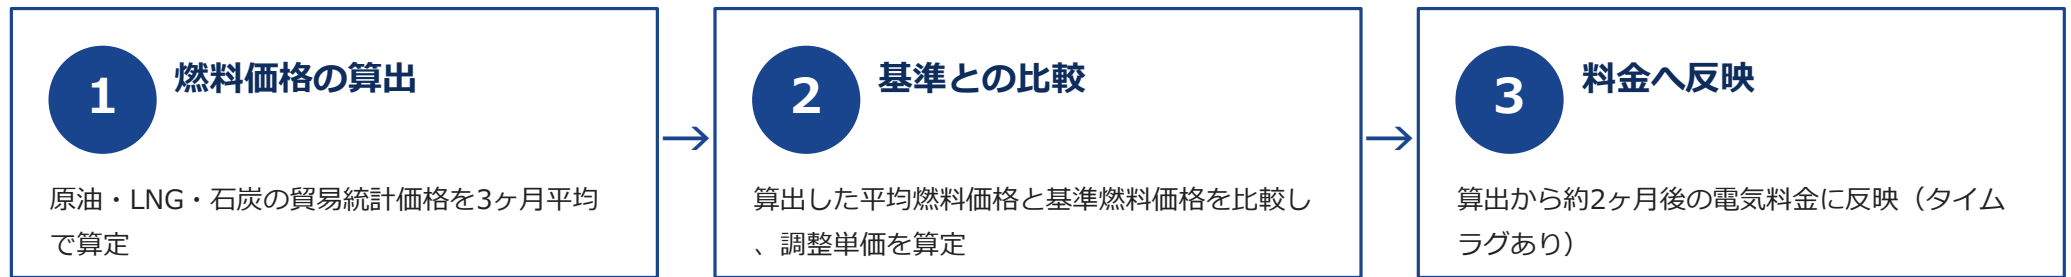 1
燃料価格の算出
原油・LNG・石炭の貿易統計価格を3ヶ月平均
で算定
→
2
基準との比較
算出した平均燃料価格と基準燃料価格を比較し
、調整単価を算定
→
3
料金へ反映
算出から約2ヶ月後の電気料金に反映（タイム
ラグあり）